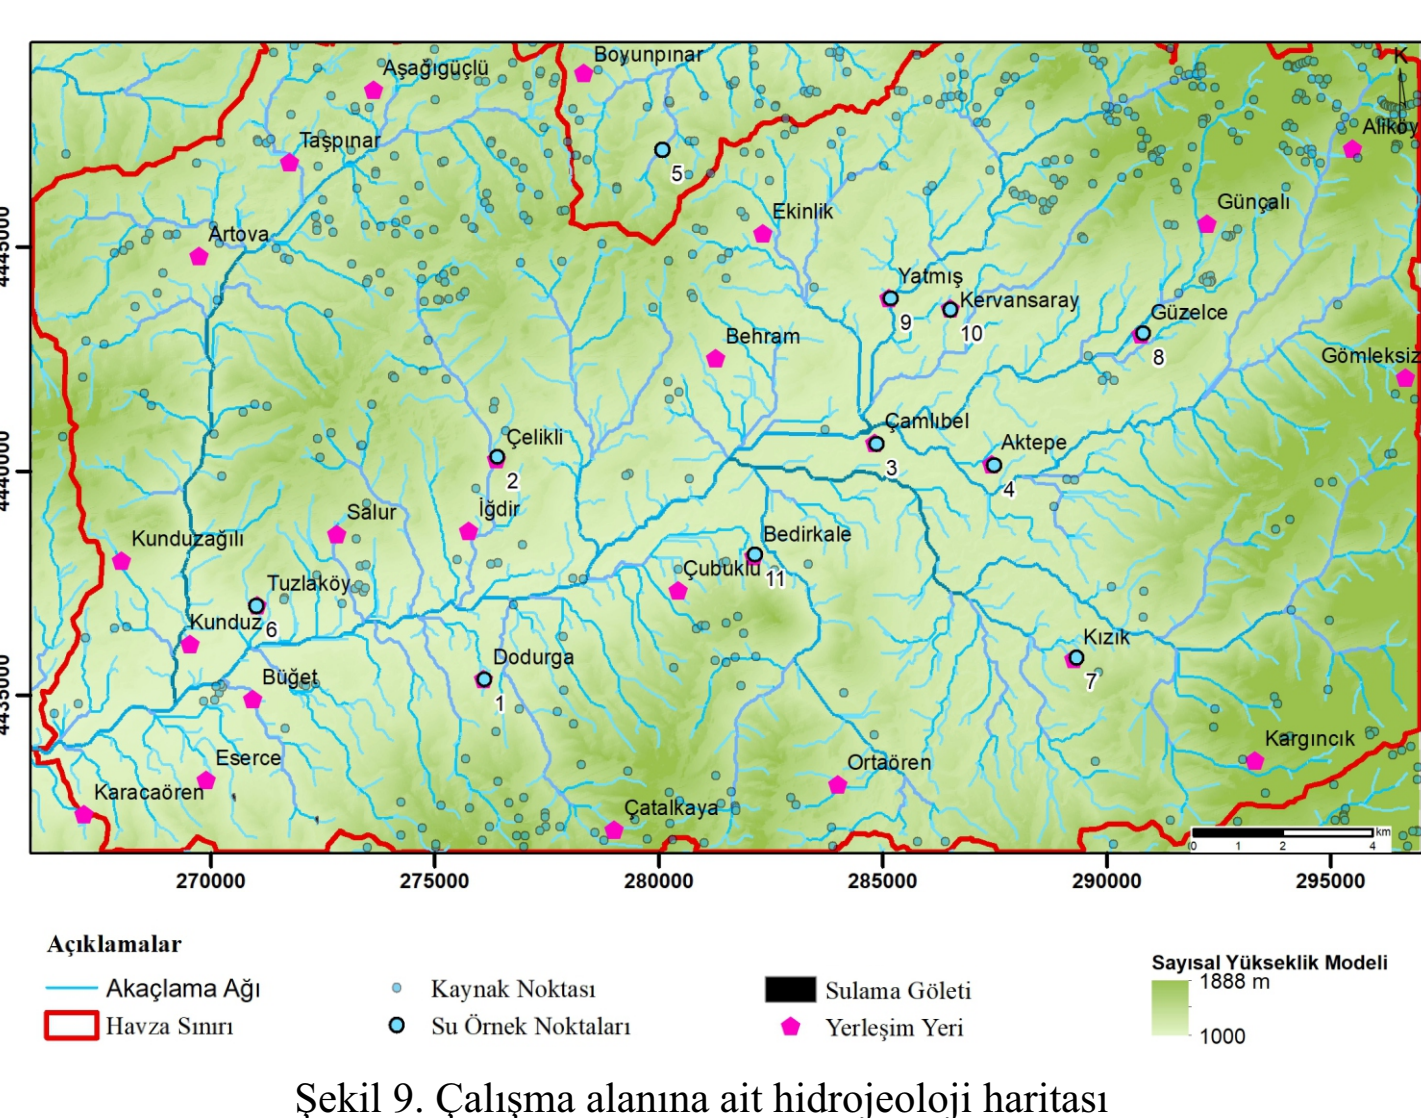 Boyunpınar
K
Aşağıgüçlü
Aliköy
Taşpınar
5
Günçalı
Ekinlik
Artova
4445000
Yatmış
Kervansaray
Güzelce
9
10
Behram
8
Gömleksiz
Çamlıbel
Çelikli
Aktepe
4440000
3
2
4
İğdir
Salur
Bedirkale
Kunduzağılı
Çubuklu
11
Tuzlaköy
Kunduz
6
Kızık
Dodurga
Büğet
7
4435000
1
Kargıncık
Eserce
Ortaören
Karacaören
Çatalkaya
km
0 1 2 4
270000 275000 280000 285000 290000 295000
Açıklamalar
Akaçlama Ağı
Havza Sınırı
Kaynak Noktası
Su Örnek Noktaları
Sulama Göleti
Yerleşim Yeri
Sayısal Yükseklik Modeli
1888 m
1000
Şekil 9. Çalışma alanına ait hidrojeoloji haritası